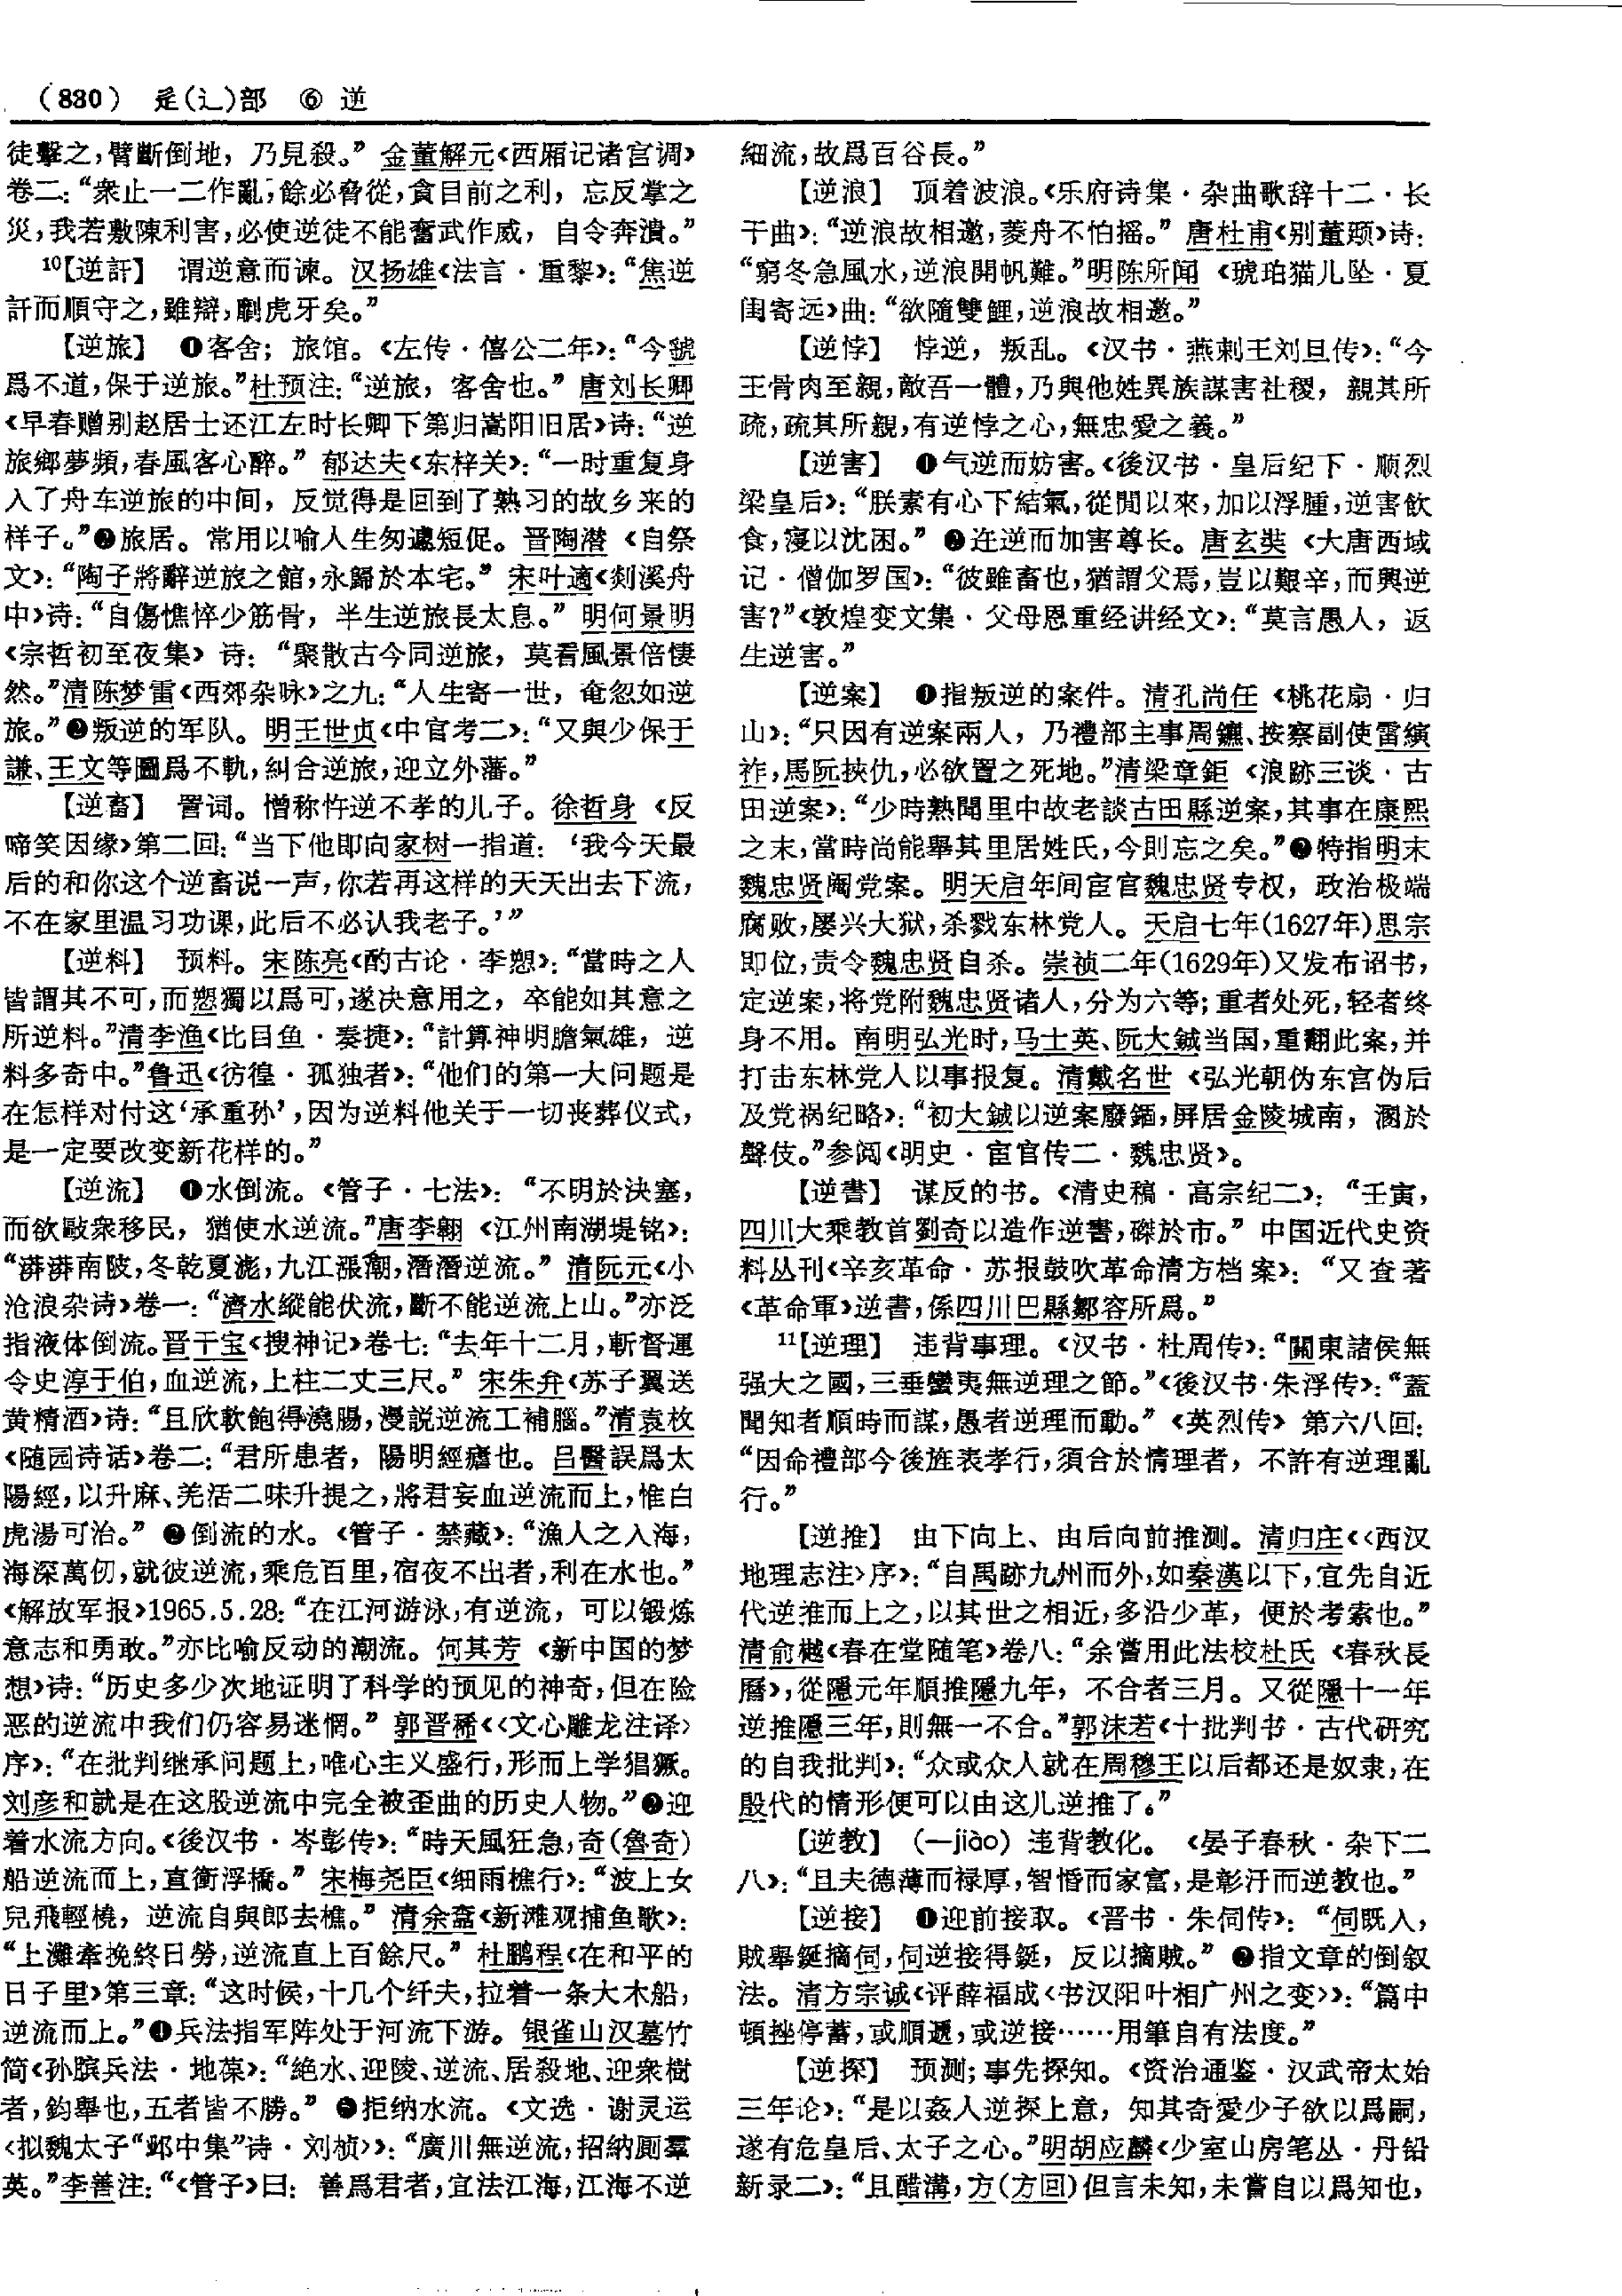 （830） 辵(辶)部 ⑥ 逆
徒擊之，臂斷倒地，乃見殺。”金董解元《西厢记诸宫调》
卷二：“衆止一二作亂，餘必脅從，貪目前之利，忘反掌之
災，我若敷陳利害，必使逆徒不能奮武作威，自令奔潰。”
10【逆訐】 谓逆意而谏。汉扬雄《法言·重黎》：“焦逆
訐而順守之，雖辯，劘虎牙矣。”
【逆旅】 ❶客舍；旅馆。《左传·僖公二年》：“今虢
爲不道，保于逆旅。”杜预注：“逆旅，客舍也。”唐刘长卿
《早春赠别赵居士还江左时长卿下第归嵩阳旧居》诗：“逆
旅鄉夢頻，春風客心醉。”郁达夫《东梓关》：“一时重复身
入了舟车逆旅的中间，反觉得是回到了熟习的故乡来的
样子。”❷旅居。常用以喻人生匆遽短促。晋陶潜《自祭
文》：“陶子將辭逆旅之館，永歸於本宅。”宋叶適《剡溪舟
中》诗：“自傷憔悴少筋骨，半生逆旅長太息。”明何景明
《宗哲初至夜集》诗：“聚散古今同逆旅，莫看風景倍悽
然。”清陈梦雷《西郊杂咏》之九：“人生寄一世，奄忽如逆
旅。”❸叛逆的军队。明王世贞《中官考二》：“又與少保于
謙、王文等圖爲不軌，糾合逆旅，迎立外藩。”
【逆畜】 詈词。憎称忤逆不孝的儿子。徐哲身《反
啼笑因缘》第二回：“当下他即向家树一指道：‘我今天最
后的和你这个逆畜说一声，你若再这样的天天出去下流，
不在家里温习功课，此后不必认我老子。’”
【逆料】 预料。宋陈亮《酌古论·李愬》：“當時之人
皆謂其不可，而愬獨以爲可，遂决意用之，卒能如其意之
所逆料。”清李渔《比目鱼·奏捷》：“計算神明膽氣雄，逆
料多奇中。”鲁迅《彷徨·孤独者》：“他们的第一大问题是
在怎样对付这‘承重孙’，因为逆料他关于一切丧葬仪式，
是一定要改变新花样的。”
【逆流】 ❶水倒流。《管子·七法》：“不明於決塞，
而欲敺衆移民，猶使水逆流。”唐李翱《江州南湖堤铭》：
“漭漭南陂，冬乾夏瀰，九江漲潮，潛潛逆流。”清阮元《小
沧浪杂诗》卷一：“濟水縱能伏流，斷不能逆流上山。”亦泛
指液体倒流。晋干宝《搜神记》卷七：“去年十二月，斬督運
令史淳于伯，血逆流，上柱二丈三尺。”宋朱弁《苏子翼送
黄精酒》诗：“且欣軟飽得澆腸，漫説逆流工補腦。”清袁枚
《随园诗话》卷二：“君所患者，陽明經瘧也。吕醫誤爲太
陽經，以升麻、羌活二味升提之，將君妄血逆流而上，惟白
虎湯可治。”❷倒流的水。《管子·禁藏》：“漁人之入海，
海深萬仞，就彼逆流，乘危百里，宿夜不出者，利在水也。”
《解放军报》1965.5.28：“在江河游泳，有逆流，可以锻炼
意志和勇敢。”亦比喻反动的潮流。何其芳《新中国的梦
想》诗：“历史多少次地证明了科学的预见的神奇，但在险
恶的逆流中我们仍容易迷惘。”郭晋稀《〈文心雕龙注译〉
序》：“在批判继承问题上，唯心主义盛行，形而上学猖獗。
刘彦和就是在这股逆流中完全被歪曲的历史人物。”❸迎
着水流方向。《後汉书·岑彭传》：“時天風狂急，奇(魯奇)
船逆流而上，直衝浮橋。”宋梅尧臣《细雨樵行》：“波上女
兒飛輕橈，逆流自與郎去樵。”清余𪐀《新滩观捕鱼歌》：
“上灘牽挽終日勞，逆流直上百餘尺。”杜鹏程《在和平的
日子里》第三章：“这时候，十几个纤夫，拉着一条大木船，
逆流而上。”❹兵法指军阵处于河流下游。银雀山汉墓竹
简《孙膑兵法·地葆》：“絶水、迎陵、逆流、居殺地、迎衆樹
者，鈞舉也，五者皆不勝。”❺拒纳水流。《文选·谢灵运
〈拟魏太子“邺中集”诗·刘桢〉》：“廣川無逆流，招納厠羣
英。”李善注：“《管子》曰：善爲君者，宜法江海，江海不逆
細流，故爲百谷長。”
【逆浪】 顶着波浪。《乐府诗集·杂曲歌辞十二·长
干曲》：“逆浪故相邀，菱舟不怕摇。”唐杜甫《别董颋》诗：
“窮冬急風水，逆浪開帆難。”明陈所闻《琥珀猫儿坠·夏
闺寄远》曲：“欲隨雙鯉，逆浪故相邀。”
【逆悖】 悖逆，叛乱。《汉书·燕刺王刘旦传》：“今
王骨肉至親，敵吾一體，乃與他姓異族謀害社稷，親其所
疏，疏其所親，有逆悖之心，無忠愛之義。”
【逆害】 ❶气逆而妨害。《後汉书·皇后纪下·顺烈
梁皇后》：“朕素有心下結氣，從閒以來，加以浮腫，逆害飲
食，寖以沈困。”❷迕逆而加害尊长。唐玄奘《大唐西域
记·僧伽罗国》：“彼雖畜也，猶謂父焉，豈以艱辛，而興逆
害？”《敦煌变文集·父母恩重经讲经文》：“莫言愚人，返
生逆害。”
【逆案】 ❶指叛逆的案件。清孔尚任《桃花扇·归
山》：“只因有逆案兩人，乃禮部主事周鑣、按察副使雷縯
祚，馬阮挾仇，必欲置之死地。”清梁章鉅《浪跡三谈·古
田逆案》：“少時熟聞里中故老談古田縣逆案，其事在康熙
之末，當時尚能舉其里居姓氏，今則忘之矣。”❷特指明末
魏忠贤阉党案。明天启年间宦官魏忠贤专权，政治极端
腐败，屡兴大狱，杀戮东林党人。天启七年(1627年)思宗
即位，责令魏忠贤自杀。崇祯二年(1629年)又发布诏书，
定逆案，将党附魏忠贤诸人，分为六等；重者处死，轻者终
身不用。南明弘光时，马士英、阮大鋮当国，重翻此案，并
打击东林党人以事报复。清戴名世《弘光朝伪东宫伪后
及党祸纪略》：“初大鋮以逆案廢錮，屏居金陵城南，溷於
聲伎。”参阅《明史·宦官传二·魏忠贤》。
【逆書】 谋反的书。《清史稿·高宗纪二》：“壬寅，
四川大乘教首劉奇以造作逆書，磔於市。”中国近代史资
料丛刊《辛亥革命·苏报鼓吹革命清方档案》：“又查著
《革命軍》逆書，係四川巴縣鄒容所爲。”
11【逆理】 违背事理。《汉书·杜周传》：“關東諸侯無
强大之國，三垂蠻夷無逆理之節。”《後汉书·朱浮传》：“蓋
聞知者順時而謀，愚者逆理而動。”《英烈传》第六八回：
“因命禮部今後旌表孝行，須合於情理者，不許有逆理亂
行。”
【逆推】 由下向上、由后向前推测。清归庄《〈西汉
地理志注〉序》：“自禹跡九州而外，如秦漢以下，宜先自近
代逆推而上之，以其世之相近，多沿少革，便於考索也。”
清俞樾《春在堂随笔》卷八：“余嘗用此法校杜氏《春秋長
曆》，從隱元年順推隱九年，不合者三月。又從隱十一年
逆推隱三年，則無一不合。”郭沫若《十批判书·古代研究
的自我批判》：“众或众人就在周穆王以后都还是奴隶，在
殷代的情形便可以由这儿逆推了。”
【逆教】 （—jiào）违背教化。《晏子春秋·杂下二
八》：“且夫德薄而禄厚，智惛而家富，是彰汙而逆教也。”
【逆接】 ❶迎前接取。《晋书·朱伺传》：“伺既入，
賊舉鋋摘伺，伺逆接得鋋，反以摘賊。”❷指文章的倒叙
法。清方宗诚《评薛福成〈书汉阳叶相广州之变〉》：“篇中
頓挫停蓄，或順遞，或逆接……用筆自有法度。”
【逆探】 预测；事先探知。《资治通鉴·汉武帝太始
三年论》：“是以姦人逆探上意，知其奇愛少子欲以爲嗣，
遂有危皇后、太子之心。”明胡应麟《少室山房笔丛·丹铅
新录二》：“且醋溝，方(方回)但言未知，未嘗自以爲知也，